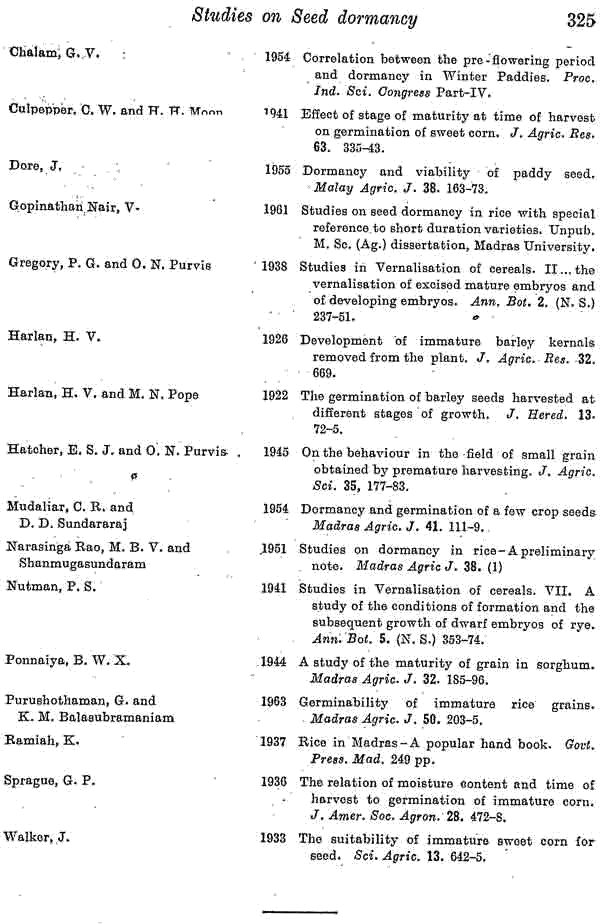 Studies on Seed dormancy 325
Chalam, G. V. 1954 Correlation between the pre-flowering period
and dormancy in Winter Paddies. Proc.
Ind. Sci. Congress Part-IV.
Culpepper, C. W. and H. H. Moon 1941 Effect of stage of maturity at time of harvest
on germination of sweet corn. J. Agric. Res.
63. 335-43.
Dore, J. 1955 Dormancy and viability of paddy seed.
Malay Agric. J. 38. 163-73.
Gopinathan Nair, V. 1961 Studies on seed dormancy in rice with special
reference to short duration varieties. Unpub.
M. Sc. (Ag.) dissertation, Madras University.
Gregory, P. G. and O. N. Purvis 1938 Studies in Vernalisation of cereals. II ... the
vernalisation of excised mature embryos and
of developing embryos. Ann. Bot. 2. (N. S.)
237-51.
Harlan, H. V. 1926 Development of immature barley kernals
removed from the plant. J. Agric. Res. 32.
669.
Harlan, H. V. and M. N. Pope 1922 The germination of barley seeds harvested at
different stages of growth. J. Hered. 13.
72-5.
Hatcher, E. S. J. and O. N. Purvis. 1945 On the behaviour in the field of small grain
obtained by premature harvesting. J. Agric.
Sci. 35, 177-83.
Mudaliar, C. R. and 1954 Dormancy and germination of a few crop seeds
D. D. Sundararaj Madras Agric. J. 41. 111-9.
Narasinga Rao, M. B. V. and 1951 Studies on dormancy in rice-A preliminary
Shanmugasundaram note. Madras Agric J. 38. (1)
Nutman, P. S. 1941 Studies in Vernalisation of cereals. VII. A
study of the conditions of formation and the
subsequent growth of dwarf embryos of rye.
Ann. Bot. 5. (N. S.) 353-74.
Ponnaiya, B. W. X. 1944 A study of the maturity of grain in sorghum.
Madras Agric. J. 32. 185-96.
Purushothaman, G. and 1963 Germinability of immature rice grains.
K. M. Balasubramaniam Madras Agric. J. 50. 203-5.
Ramiah, K. 1937 Rice in Madras-A popular hand book. Govt.
Press. Mad. 249 pp.
Sprague, G. P. 1936 The relation of moisture content and time of
harvest to germination of immature corn.
J. Amer. Soc. Agron. 28. 472-8.
Walker, J. 1933 The suitability of immature sweet corn for
seed. Sci. Agric. 13. 642-5.